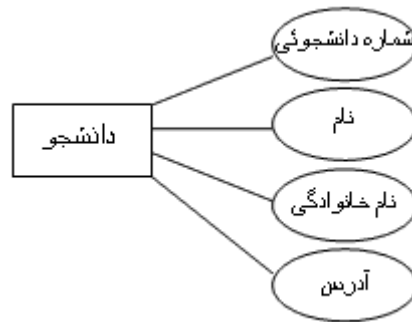 شماره دانشجوئی
نام
دانشجو
نام خانوادگی
آدرس